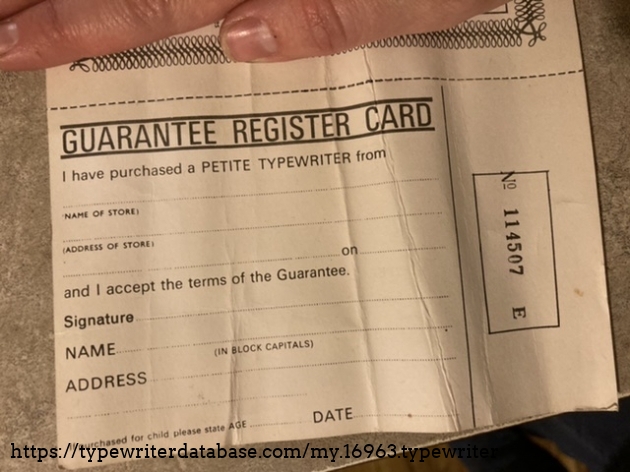 GUARANTEE REGISTER CARD
I have purchased a PETITE TYPEWRITER from
(NAME OF STORE)
(ADDRESS OF STORE)
on
and I accept the terms of the Guarantee.
Signature
NAME
(IN BLOCK CAPITALS)
ADDRESS
If purchased for child please state AGE
DATE
№ 114507 E
https://typewriterdatabase.com/my.16963.typewriter